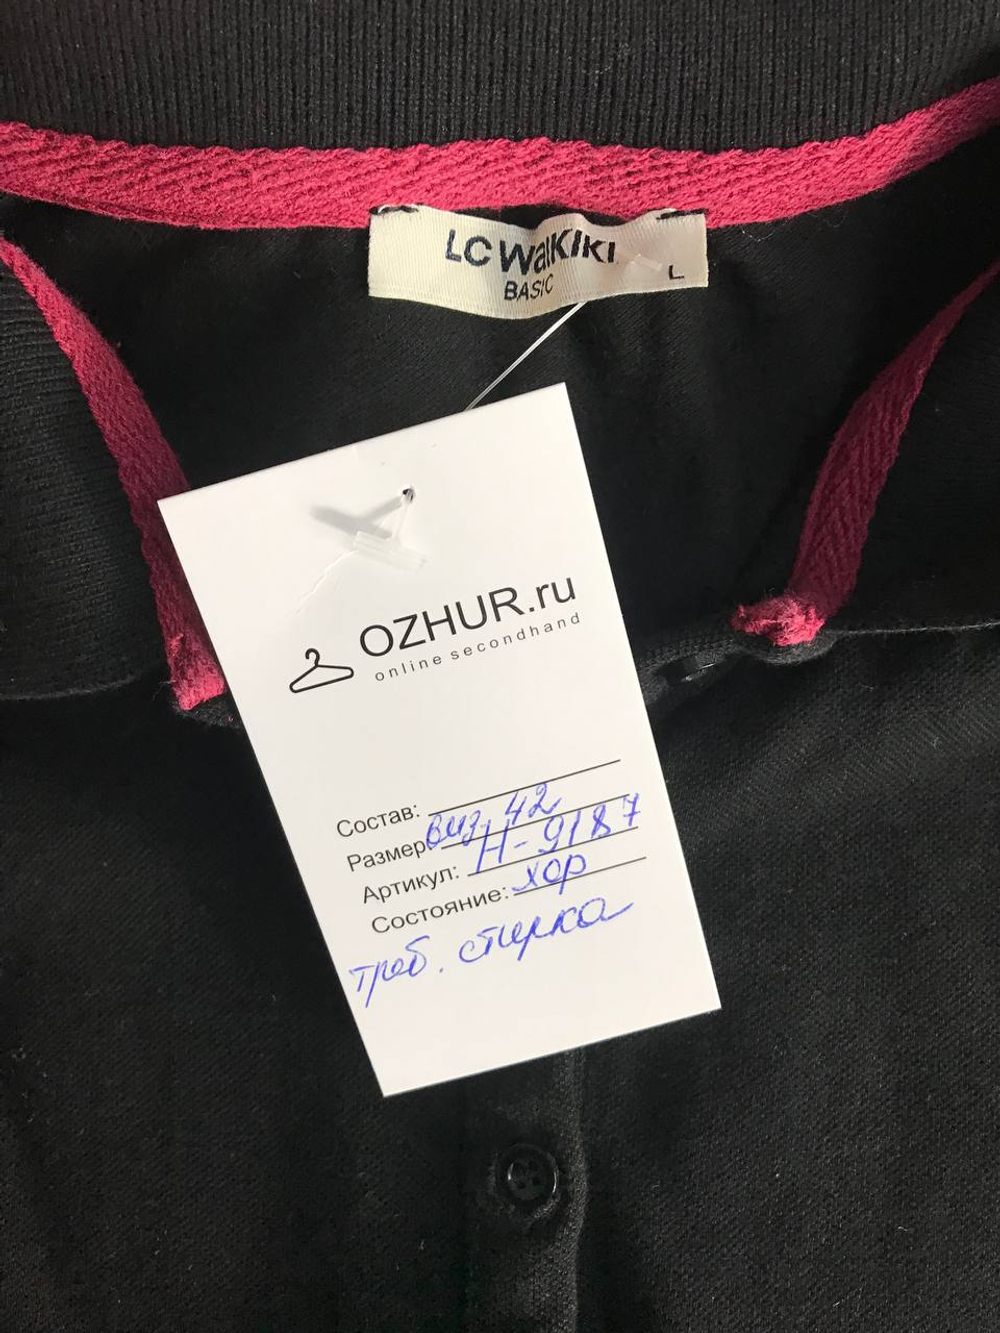 LC WaiKIKI
BASIC
L
OZHUR.ru
online secondhand
Состав:
Размер: виз. 42
Артикул: Н-9187
Состояние: хор
треб. стирка